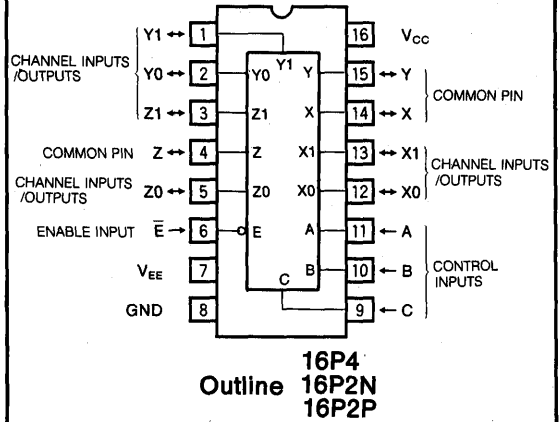 Y1 ↔ 1 16 VCC
CHANNEL INPUTS
/OUTPUTS
Y0 ↔ 2 Y0 Y1 Y 15 ↔ Y
COMMON PIN
Z1 ↔ 3 Z1 X 14 ↔ X
COMMON PIN Z ↔ 4 Z X1 13 ↔ X1
CHANNEL INPUTS
/OUTPUTS
CHANNEL INPUTS
/OUTPUTS
Z0 ↔ 5 Z0 X0 12 ↔ X0
ENABLE INPUT E̅ → 6 E A 11 ← A
VEE 7 B 10 ← B
CONTROL
INPUTS
GND 8 C 9 ← C
16P4
Outline 16P2N
16P2P